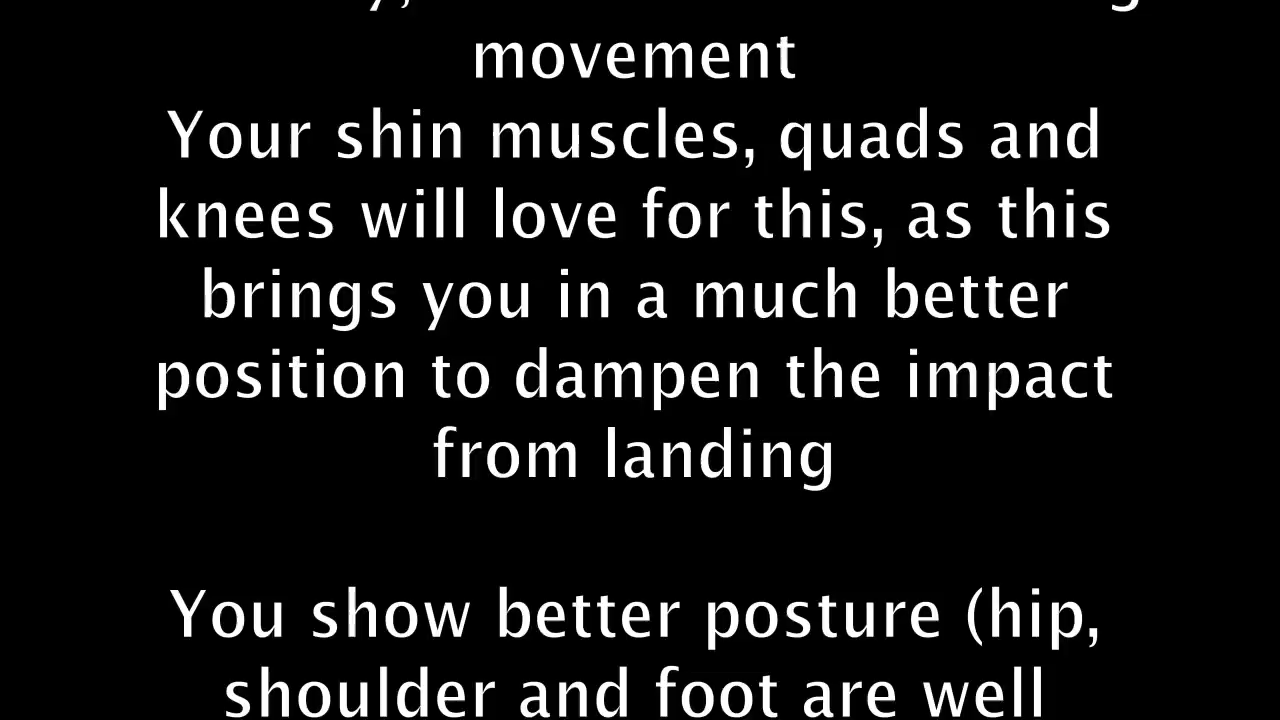 movement
Your shin muscles, quads and
knees will love for this, as this
brings you in a much better
position to dampen the impact
from landing
You show better posture (hip,
shoulder and foot are well